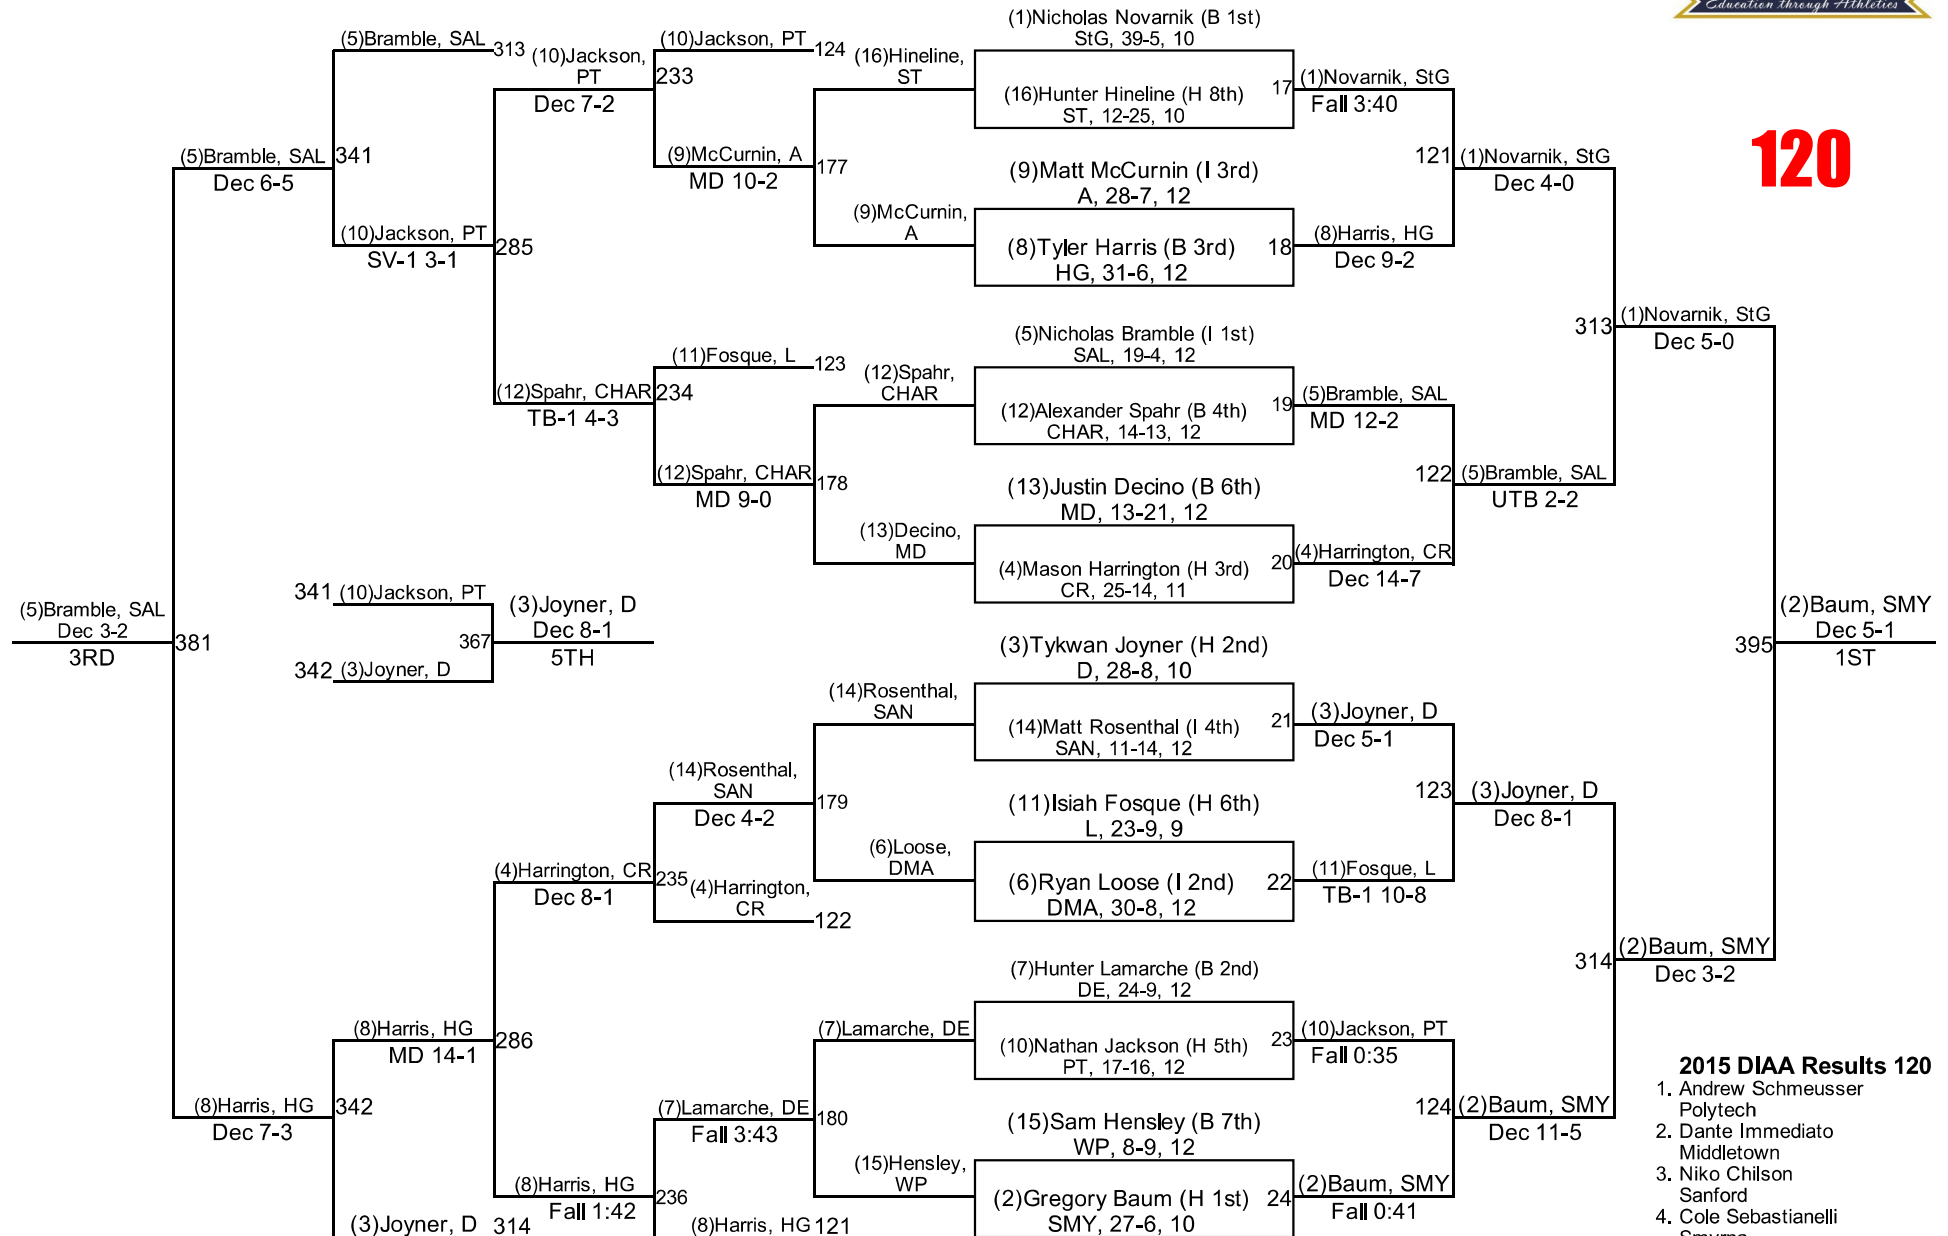 Education through Athletics
120
(5)Bramble, SAL
313
(10)Jackson,
PT
Dec 7-2
(10)Jackson, PT
124
233
(16)Hineline,
ST
(1)Nicholas Novarnik (B 1st)
StG, 39-5, 10
(16)Hunter Hineline (H 8th)
ST, 12-25, 10
17
(1)Novarnik, StG
Fall 3:40
(5)Bramble, SAL
Dec 6-5
341
(9)McCurnin, A
MD 10-2
177
(9)Matt McCurnin (I 3rd)
A, 28-7, 12
121
(1)Novarnik, StG
Dec 4-0
(10)Jackson, PT
SV-1 3-1
285
(9)McCurnin,
A
(8)Tyler Harris (B 3rd)
HG, 31-6, 12
18
(8)Harris, HG
Dec 9-2
313
(1)Novarnik, StG
Dec 5-0
(11)Fosque, L
123
(12)Spahr, CHAR
TB-1 4-3
234
(12)Spahr,
CHAR
(5)Nicholas Bramble (I 1st)
SAL, 19-4, 12
(12)Alexander Spahr (B 4th)
CHAR, 14-13, 12
19
(5)Bramble, SAL
MD 12-2
(12)Spahr, CHAR
MD 9-0
178
(13)Justin Decino (B 6th)
MD, 13-21, 12
122
(5)Bramble, SAL
UTB 2-2
(13)Decino,
MD
(4)Mason Harrington (H 3rd)
CR, 25-14, 11
20
(4)Harrington, CR
Dec 14-7
(5)Bramble, SAL
Dec 3-2
3RD
381
341
(10)Jackson, PT
367
342
(3)Joyner, D
(3)Joyner, D
Dec 8-1
5TH
395
(2)Baum, SMY
Dec 5-1
1ST
(14)Rosenthal,
SAN
(3)Tykwan Joyner (H 2nd)
D, 28-8, 10
(14)Matt Rosenthal (I 4th)
SAN, 11-14, 12
21
(3)Joyner, D
Dec 5-1
(14)Rosenthal,
SAN
Dec 4-2
179
(11)Isiah Fosque (H 6th)
L, 23-9, 9
123
(3)Joyner, D
Dec 8-1
(4)Harrington, CR
Dec 8-1
235
(4)Harrington,
CR
122
(6)Loose,
DMA
(6)Ryan Loose (I 2nd)
DMA, 30-8, 12
22
(11)Fosque, L
TB-1 10-8
314
(2)Baum, SMY
Dec 3-2
(8)Harris, HG
MD 14-1
286
(7)Lamarche, DE
(7)Hunter Lamarche (B 2nd)
DE, 24-9, 12
(10)Nathan Jackson (H 5th)
PT, 17-16, 12
23
(10)Jackson, PT
Fall 0:35
(8)Harris, HG
Dec 7-3
342
(7)Lamarche, DE
Fall 3:43
180
(15)Sam Hensley (B 7th)
WP, 8-9, 12
124
(2)Baum, SMY
Dec 11-5
(8)Harris, HG
Fall 1:42
236
(15)Hensley,
WP
(2)Gregory Baum (H 1st)
SMY, 27-6, 10
24
(2)Baum, SMY
Fall 0:41
(3)Joyner, D
314
(8)Harris, HG
121
2015 DIAA Results 120
1. Andrew Schmeusser
Polytech
2. Dante Immediato
Middletown
3. Niko Chilson
Sanford
4. Cole Sebastianelli
Smyrna